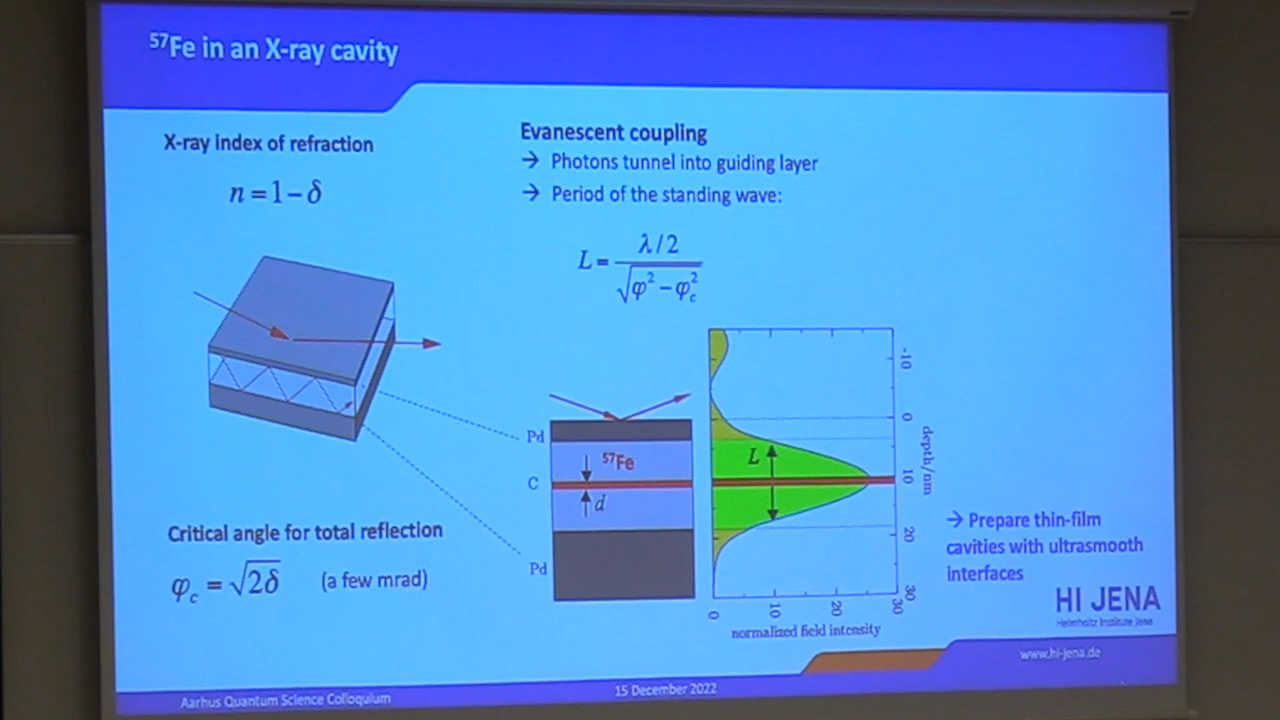 ⁵⁷Fe in an X-ray cavity
X-ray index of refraction
n = 1 − δ
Evanescent coupling
→ Photons tunnel into guiding layer
→ Period of the standing wave:
L = (λ/2) / √(φ² − φ_c²)
Critical angle for total reflection
φ_c = √2δ (a few mrad)
Pd
C
Pd
⁵⁷Fe
d
L
-10
0
10
20
30
depth/nm
0
10
20
30
normalized field intensity
→ Prepare thin-film
cavities with ultrasmooth
interfaces
HI JENA
Helmholtz Institute Jena
www.hi-jena.de
Aarhus Quantum Science Colloquium
15 December 2022